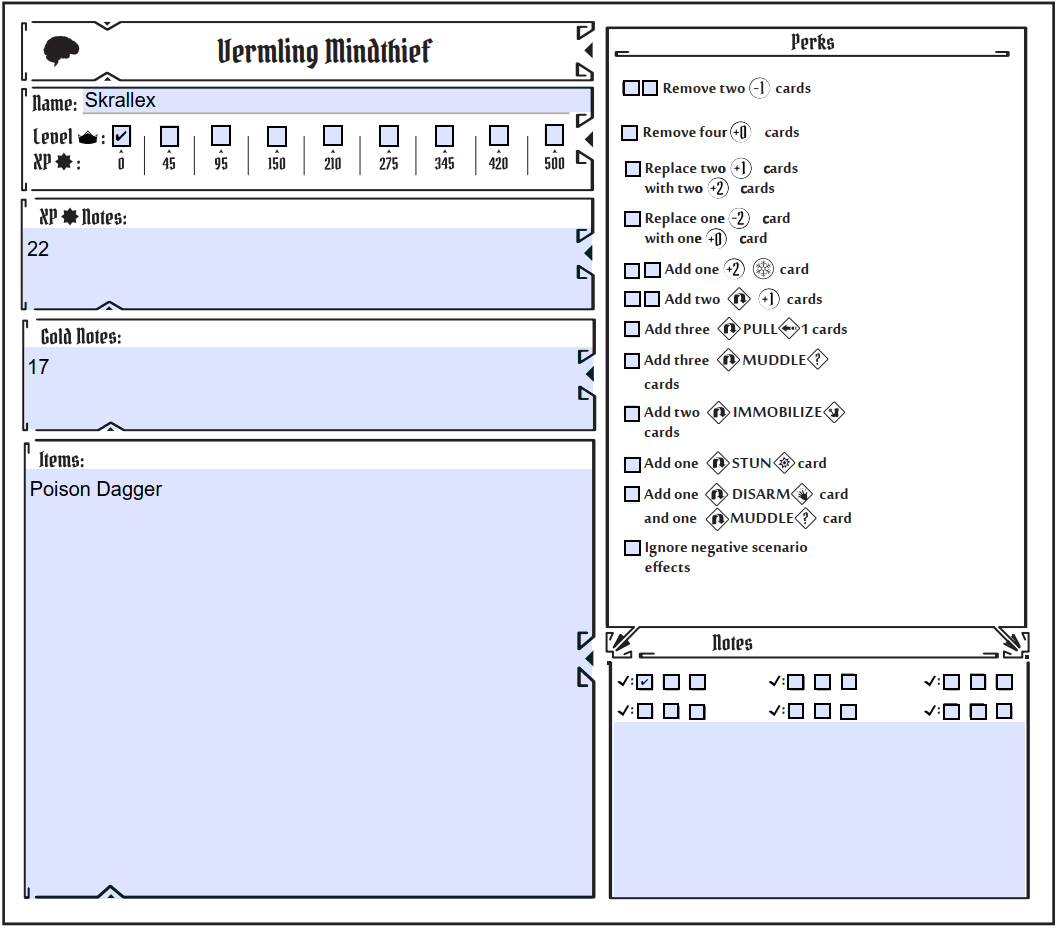 Vermling Mindthief
Name: Skrallex
Level :
XP : 0 45 95 150 210 275 345 420 500
XP Notes:
22
Gold Notes:
17
Items:
Poison Dagger
Perks
Remove two -1 cards
Remove four +0 cards
Replace two +1 cards
with two +2 cards
Replace one -2 card
with one +0 card
Add one +2 card
Add two +1 cards
Add three PULL 1 cards
Add three MUDDLE ?
cards
Add two IMMOBILIZE
cards
Add one STUN card
Add one DISARM card
and one MUDDLE ? card
Ignore negative scenario
effects
Notes
✓: ✓: ✓:
✓: ✓: ✓: